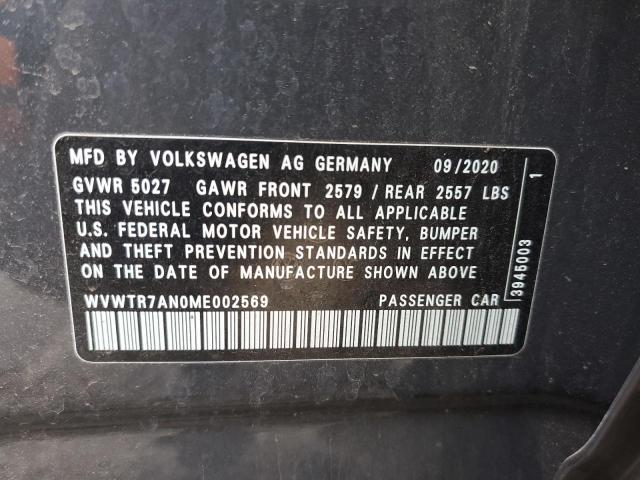 MFD BY VOLKSWAGEN AG GERMANY 09/2020
GVWR 5027 GAWR FRONT 2579 / REAR 2557 LBS
THIS VEHICLE CONFORMS TO ALL APPLICABLE
U.S. FEDERAL MOTOR VEHICLE SAFETY, BUMPER
AND THEFT PREVENTION STANDARDS IN EFFECT
ON THE DATE OF MANUFACTURE SHOWN ABOVE
WVWTR7AN0ME002569 PASSENGER CAR
3945003 1